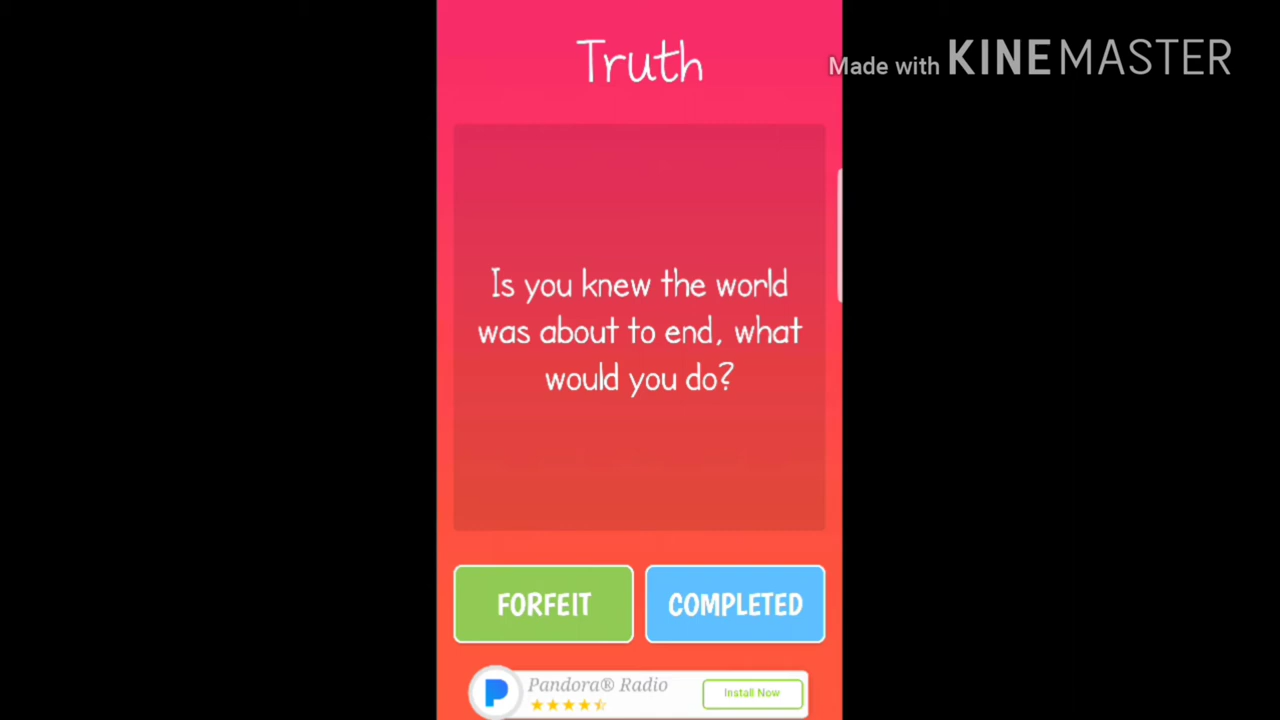 Truth
Made with KINEMASTER
Is you knew the world
was about to end, what
would you do?
FORFEIT
COMPLETED
Pandora® Radio
Install Now